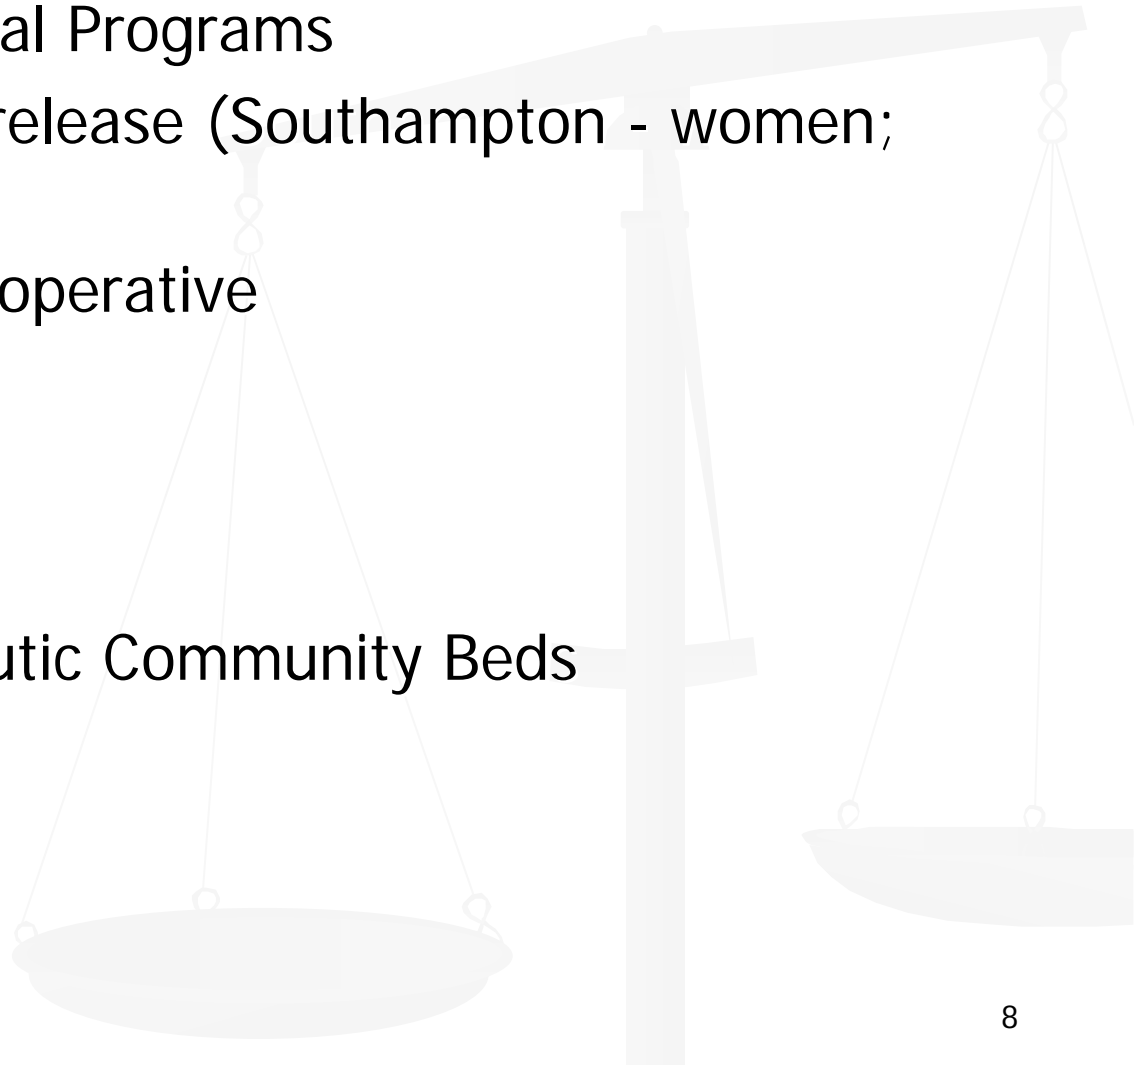 al Programs
release (Southampton - women;
operative
utic Community Beds
8